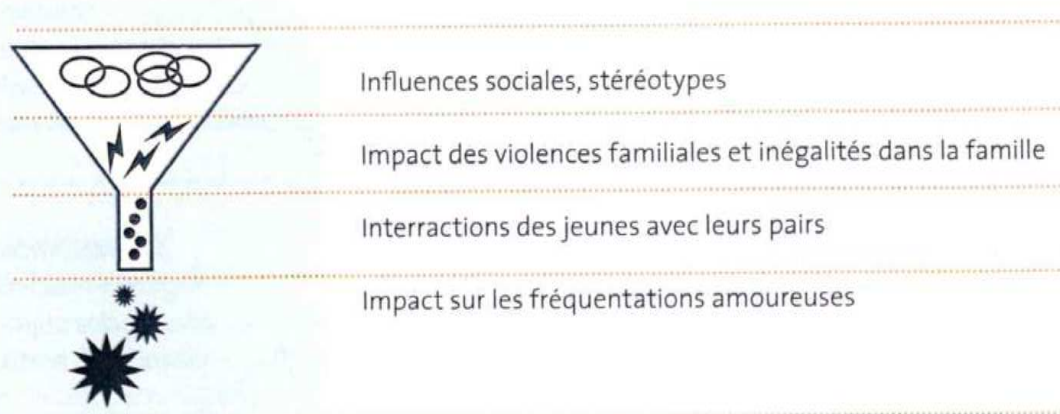 Influences sociales, stéréotypes
Impact des violences familiales et inégalités dans la famille
Interractions des jeunes avec leurs pairs
Impact sur les fréquentations amoureuses